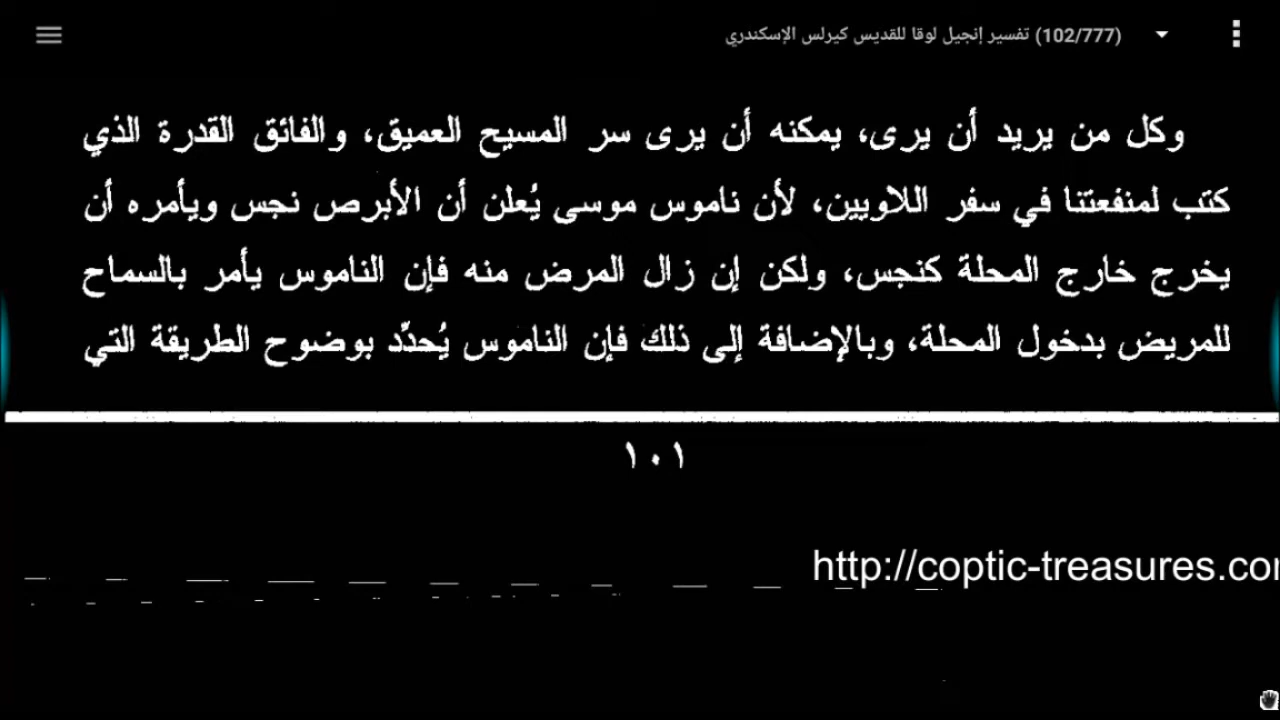 (102/777) تفسير إنجيل لوقا للقديس كيرلس الإسكندري
وكل من يريد أن يرى، يمكنه أن يرى سر المسيح العميق، والفائق القدرة الذي
كتب لمنفعتنا في سفر اللاويين، لأن ناموس موسى يُعلن أن الأبرص نجس ويأمره أن
يخرج خارج المحلة كنجس، ولكن إن زال المرض منه فإن الناموس يأمر بالسماح
للمريض بدخول المحلة، وبالإضافة إلى ذلك فإن الناموس يُحدِّد بوضوح الطريقة التي
١٠١
http://coptic-treasures.co